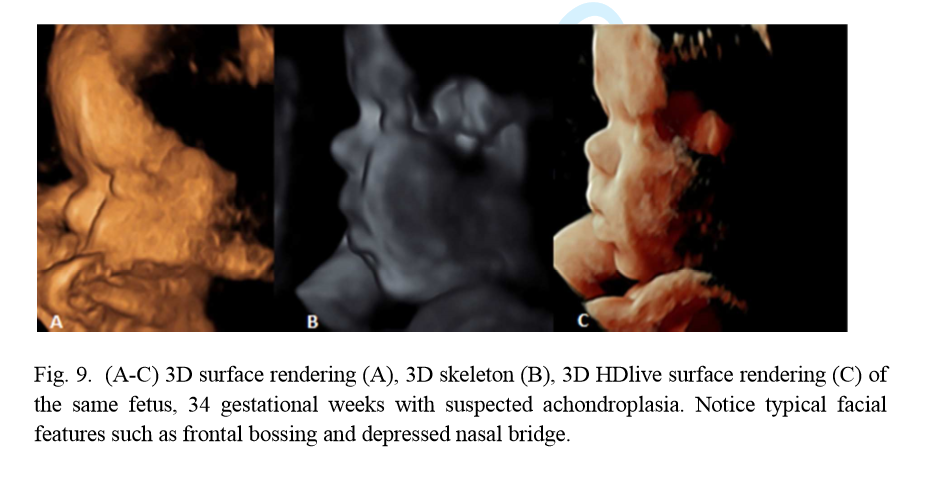 A
B
C
Fig. 9. (A-C) 3D surface rendering (A), 3D skeleton (B), 3D HDlive surface rendering (C) of
the same fetus, 34 gestational weeks with suspected achondroplasia. Notice typical facial
features such as frontal bossing and depressed nasal bridge.